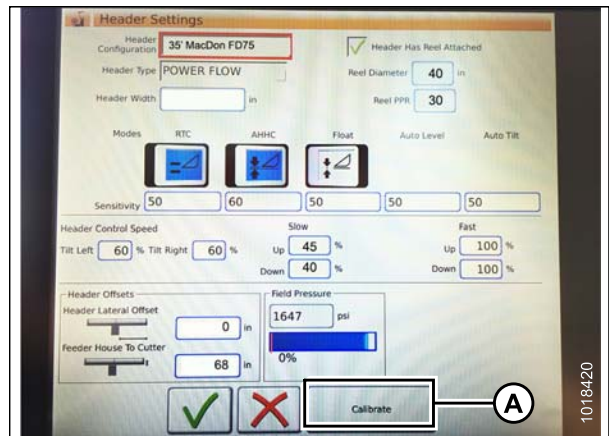 Header Settings
Header Configuration
35' MacDon FD75
Header Has Reel Attached
Header Type
POWER FLOW
Reel Diameter
40
in
Header Width
in
Reel PPR
30
Modes
RTC
AHHC
Float
Auto Level
Auto Tilt
Sensitivity
50
60
50
50
50
Header Control Speed
Slow
Fast
Tilt Left 60 % Tilt Right 60 %
Up 45 %
Up 100 %
Down 40 %
Down 100 %
Header Offsets
Header Lateral Offset
0 in
Feeder House To Cutter
68 in
Field Pressure
1647 psi
0%
Calibrate
A
1018420